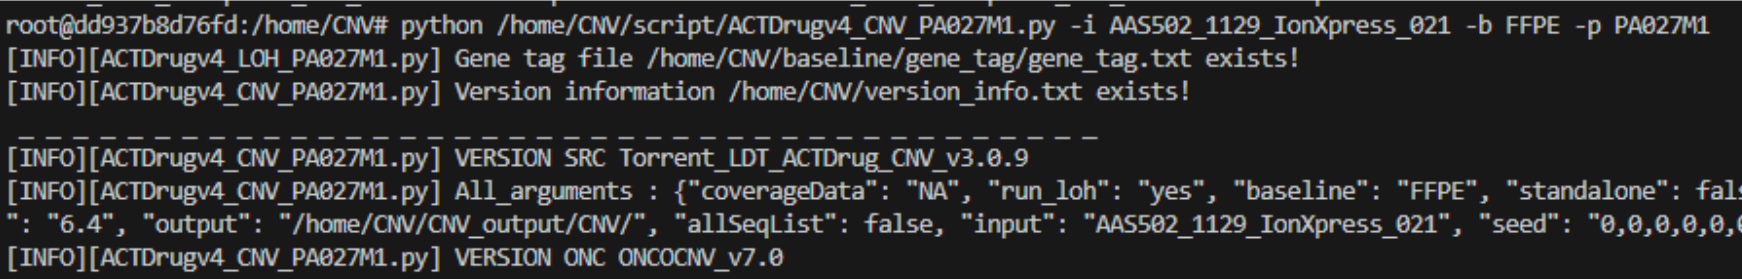 root@dd937b8d76fd:/home/CNV# python /home/CNV/script/ACTDrugv4_CNV_PA027M1.py -i AAS502_1129_IonXpress_021 -b FFPE -p PA027M1
[INFO][ACTDrugv4_LOH_PA027M1.py] Gene tag file /home/CNV/baseline/gene_tag/gene_tag.txt exists!
[INFO][ACTDrugv4_CNV_PA027M1.py] Version information /home/CNV/version_info.txt exists!
_ _ _ _ _ _ _ _ _ _ _ _ _ _ _ _ _ _ _ _ _ _ _ _ _ _ _ _ _ _ _ _ _ _ _ _ _ _ _ _
[INFO][ACTDrugv4_CNV_PA027M1.py] VERSION SRC Torrent_LDT_ACTDrug_CNV_v3.0.9
[INFO][ACTDrugv4_CNV_PA027M1.py] All_arguments : {"coverageData": "NA", "run_loh": "yes", "baseline": "FFPE", "standalone": fals
": "6.4", "output": "/home/CNV/CNV_output/CNV/", "allSeqList": false, "input": "AAS502_1129_IonXpress_021", "seed": "0,0,0,0,0,0
[INFO][ACTDrugv4_CNV_PA027M1.py] VERSION ONC ONCOCNV_v7.0